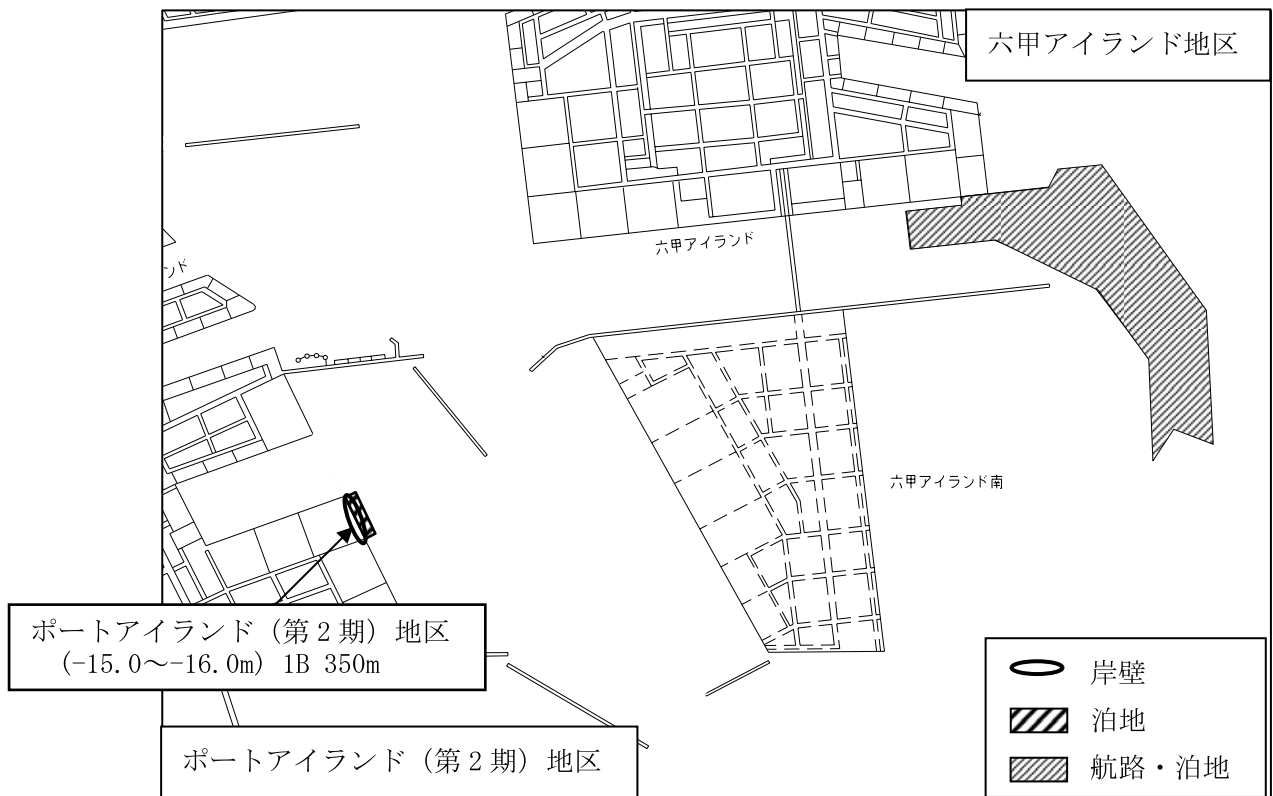 六甲アイランド地区
六甲アイランド
ンド
六甲アイランド南
ポートアイランド（第２期）地区
(-15.0～-16.0m) 1B 350m
ポートアイランド（第２期）地区
岸壁
泊地
航路・泊地